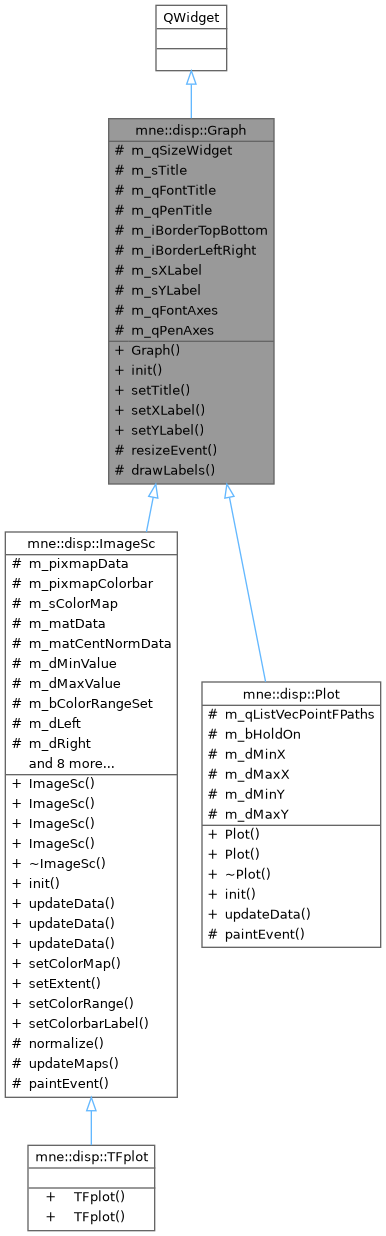 QWidget
mne::disp::Graph
# m_qSizeWidget
# m_sTitle
# m_qFontTitle
# m_qPenTitle
# m_iBorderTopBottom
# m_iBorderLeftRight
# m_sXLabel
# m_sYLabel
# m_qFontAxes
# m_qPenAxes
+ Graph()
+ init()
+ setTitle()
+ setXLabel()
+ setYLabel()
# resizeEvent()
# drawLabels()
mne::disp::ImageSc
# m_pixmapData
# m_pixmapColorbar
# m_sColorMap
# m_matData
# m_matCentNormData
# m_dMinValue
# m_dMaxValue
# m_bColorRangeSet
# m_dLeft
# m_dRight
and 8 more...
+ ImageSc()
+ ImageSc()
+ ImageSc()
+ ImageSc()
+ ~ImageSc()
+ init()
+ updateData()
+ updateData()
+ updateData()
+ setColorMap()
+ setExtent()
+ setColorRange()
+ setColorbarLabel()
# normalize()
# updateMaps()
# paintEvent()
mne::disp::Plot
# m_qListVecPointFPaths
# m_bHoldOn
# m_dMinX
# m_dMaxX
# m_dMinY
# m_dMaxY
+ Plot()
+ Plot()
+ ~Plot()
+ init()
+ updateData()
# paintEvent()
mne::disp::TFplot
+ TFplot()
+ TFplot()